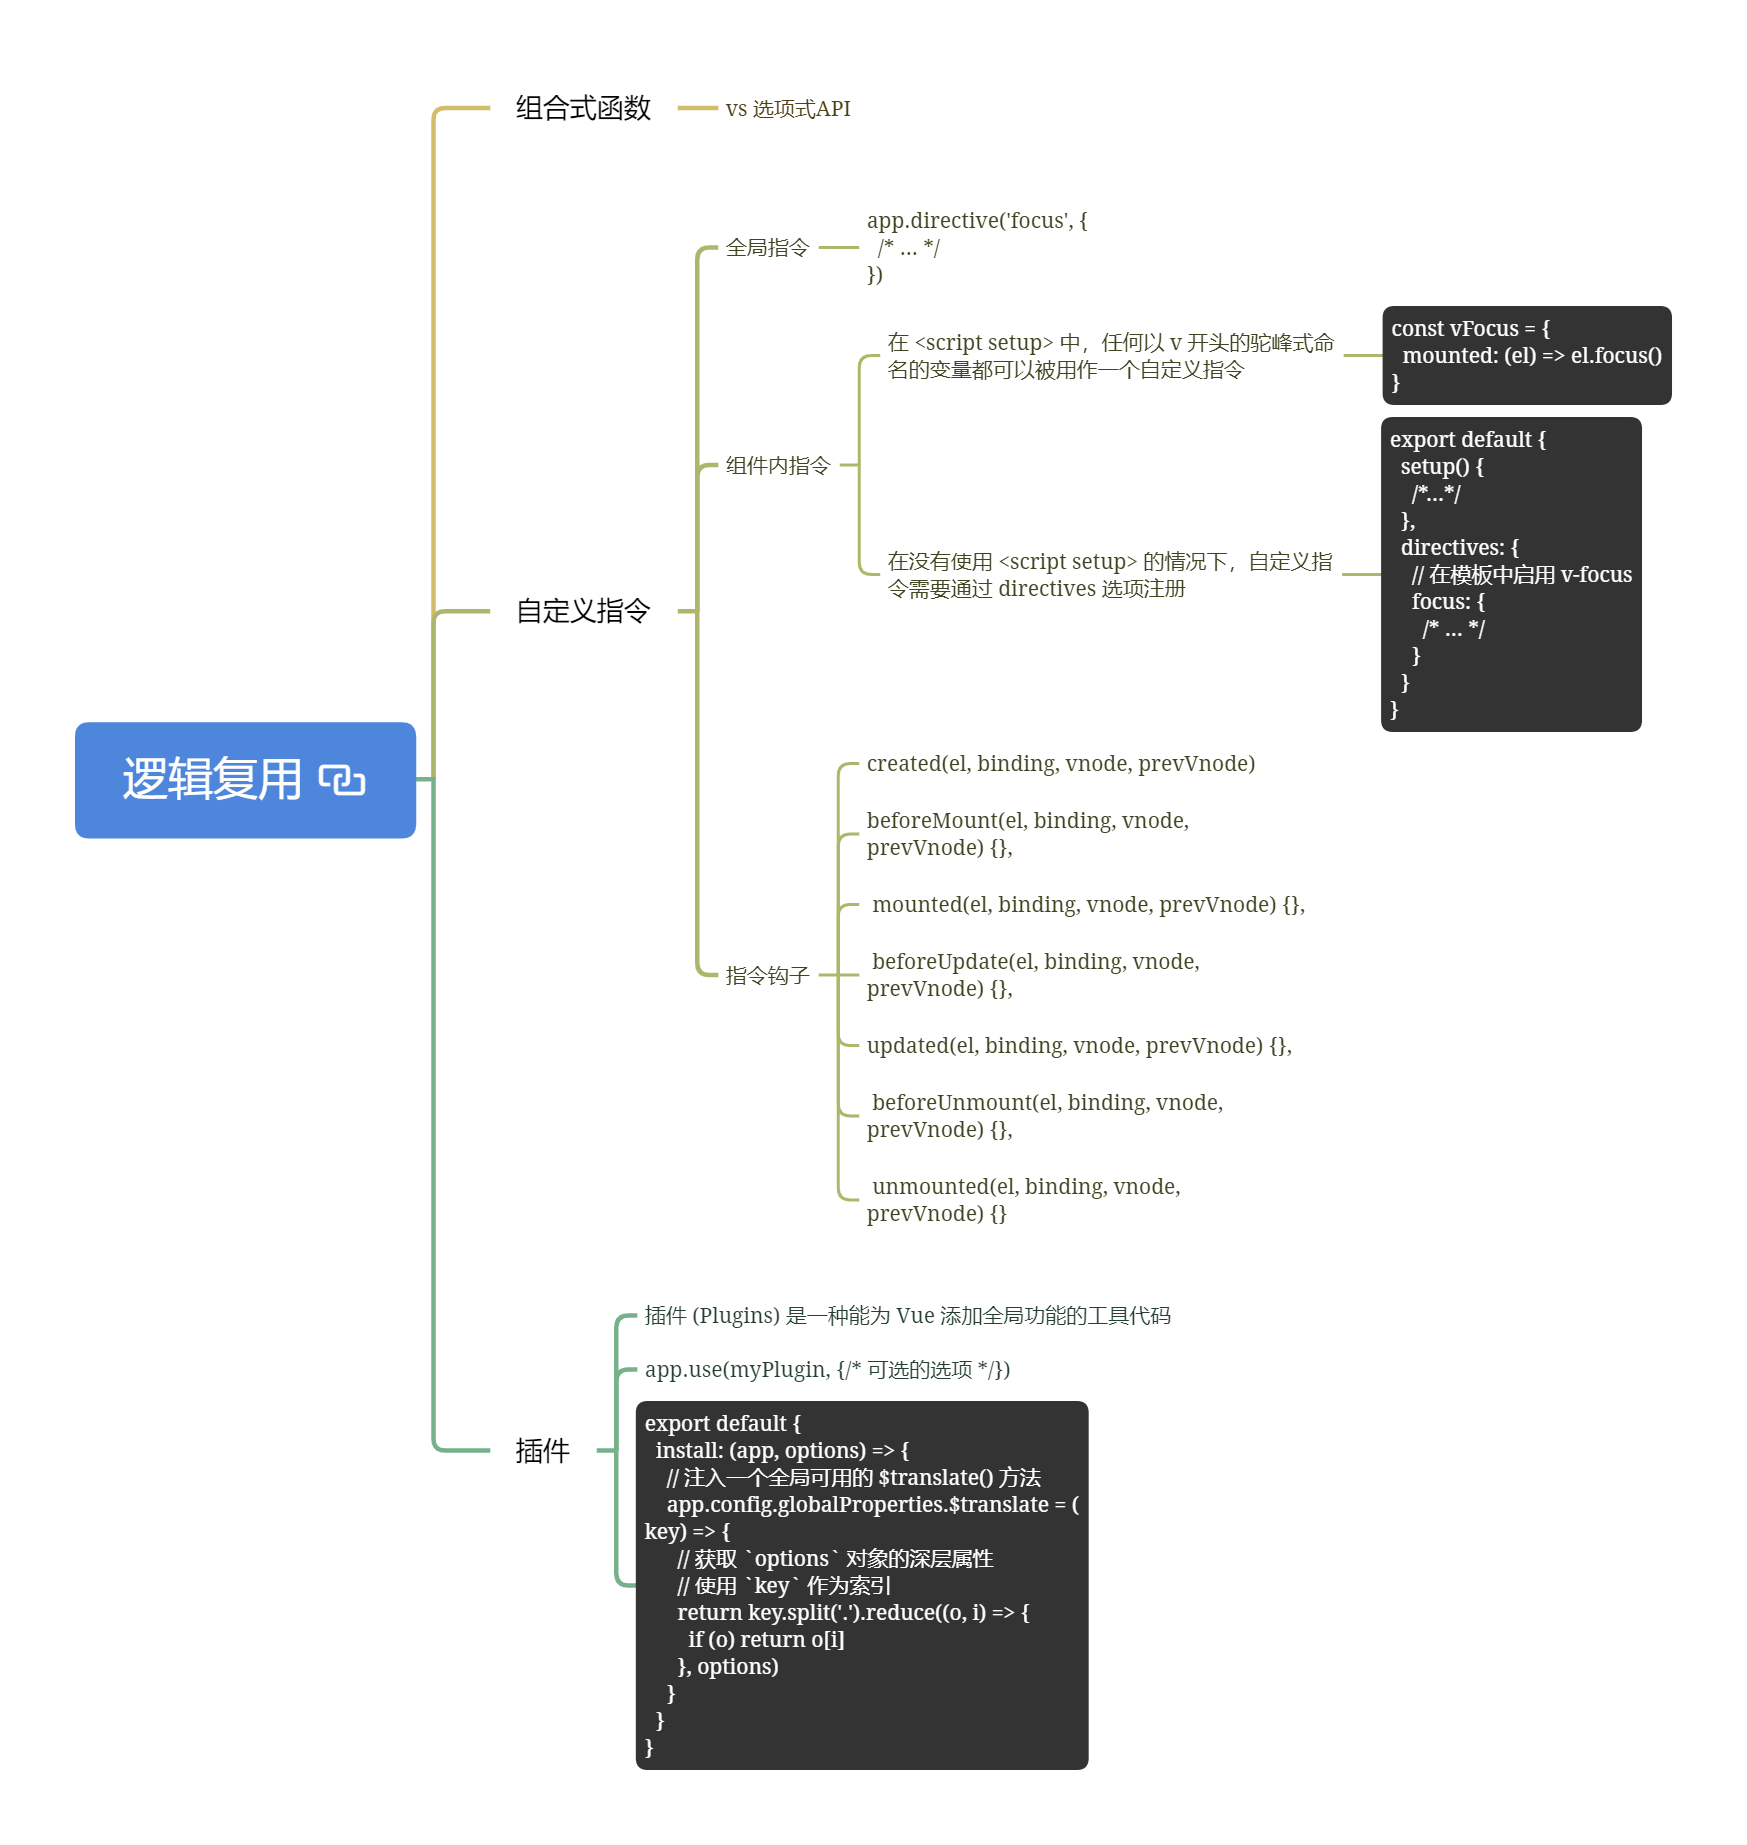 逻辑复用
组合式函数
vs 选项式API
自定义指令
全局指令
app.directive('focus', {
  /* ... */
})
组件内指令
在 <script setup> 中，任何以 v 开头的驼峰式命
名的变量都可以被用作一个自定义指令
const vFocus = {
  mounted: (el) => el.focus()
}
在没有使用 <script setup> 的情况下，自定义指
令需要通过 directives 选项注册
export default {
  setup() {
    /*...*/
  },
  directives: {
    // 在模板中启用 v-focus
    focus: {
      /* ... */
    }
  }
}
指令钩子
created(el, binding, vnode, prevVnode)
beforeMount(el, binding, vnode,
prevVnode) {},
mounted(el, binding, vnode, prevVnode) {},
beforeUpdate(el, binding, vnode,
prevVnode) {},
updated(el, binding, vnode, prevVnode) {},
beforeUnmount(el, binding, vnode,
prevVnode) {},
unmounted(el, binding, vnode,
prevVnode) {}
插件
插件 (Plugins) 是一种能为 Vue 添加全局功能的工具代码
app.use(myPlugin, {/* 可选的选项 */})
export default {
  install: (app, options) => {
    // 注入一个全局可用的 $translate() 方法
    app.config.globalProperties.$translate = (
key) => {
      // 获取 `options` 对象的深层属性
      // 使用 `key` 作为索引
      return key.split('.').reduce((o, i) => {
        if (o) return o[i]
      }, options)
    }
  }
}